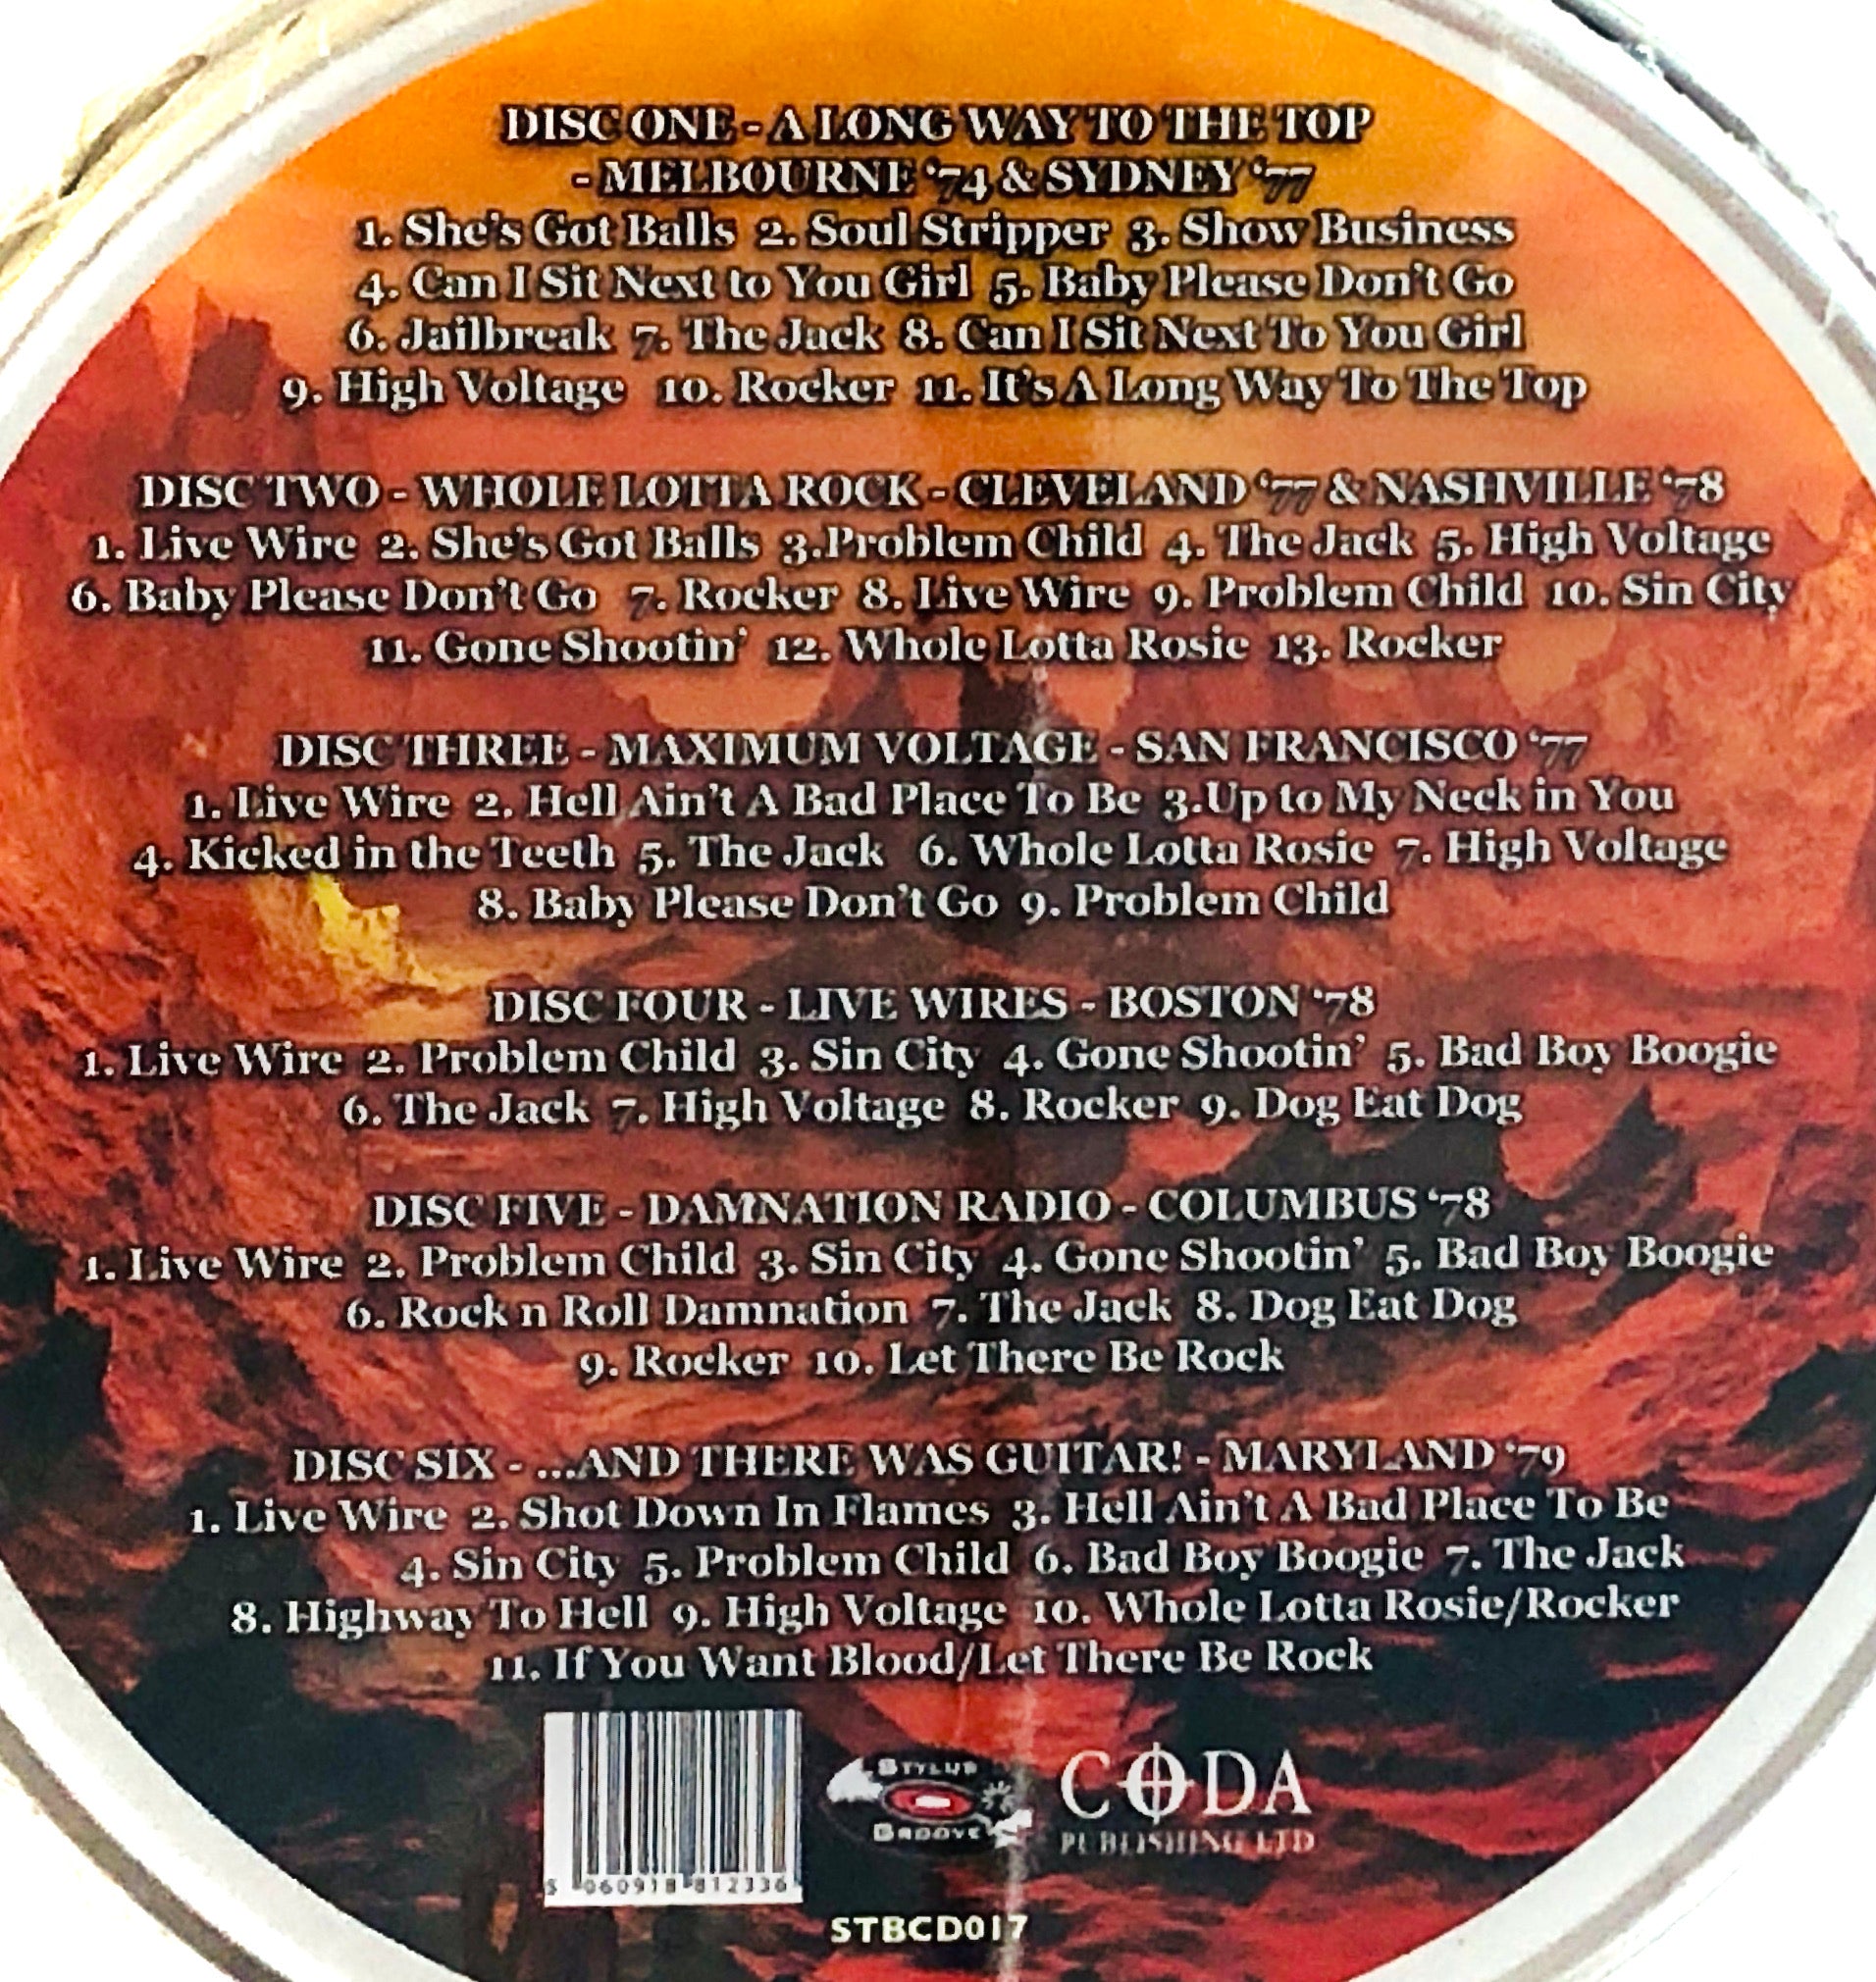 DISC ONE - A LONG WAY TO THE TOP
- MELBOURNE ‘74 & SYDNEY ‘77
1. She’s Got Balls 2. Soul Stripper 3. Show Business
4. Can I Sit Next to You Girl 5. Baby Please Don’t Go
6. Jailbreak 7. The Jack 8. Can I Sit Next To You Girl
9. High Voltage 10. Rocker 11. It’s A Long Way To The Top
DISC TWO - WHOLE LOTTA ROCK - CLEVELAND ‘77 & NASHVILLE ‘78
1. Live Wire 2. She’s Got Balls 3.Problem Child 4. The Jack 5. High Voltage
6. Baby Please Don’t Go 7. Rocker 8. Live Wire 9. Problem Child 10. Sin City
11. Gone Shootin’ 12. Whole Lotta Rosie 13. Rocker
DISC THREE - MAXIMUM VOLTAGE - SAN FRANCISCO ‘77
1. Live Wire 2. Hell Ain’t A Bad Place To Be 3.Up to My Neck in You
4. Kicked in the Teeth 5. The Jack 6. Whole Lotta Rosie 7. High Voltage
8. Baby Please Don’t Go 9. Problem Child
DISC FOUR - LIVE WIRES - BOSTON ‘78
1. Live Wire 2. Problem Child 3. Sin City 4. Gone Shootin’ 5. Bad Boy Boogie
6. The Jack 7. High Voltage 8. Rocker 9. Dog Eat Dog
DISC FIVE - DAMNATION RADIO - COLUMBUS ‘78
1. Live Wire 2. Problem Child 3. Sin City 4. Gone Shootin’ 5. Bad Boy Boogie
6. Rock n Roll Damnation 7. The Jack 8. Dog Eat Dog
9. Rocker 10. Let There Be Rock
DISC SIX - ...AND THERE WAS GUITAR! - MARYLAND ‘79
1. Live Wire 2. Shot Down In Flames 3. Hell Ain’t A Bad Place To Be
4. Sin City 5. Problem Child 6. Bad Boy Boogie 7. The Jack
8. Highway To Hell 9. High Voltage 10. Whole Lotta Rosie/Rocker
11. If You Want Blood/Let There Be Rock
5 060918 812336
STYLUS
GROOVE
CODA
PUBLISHING LTD
STBCD017